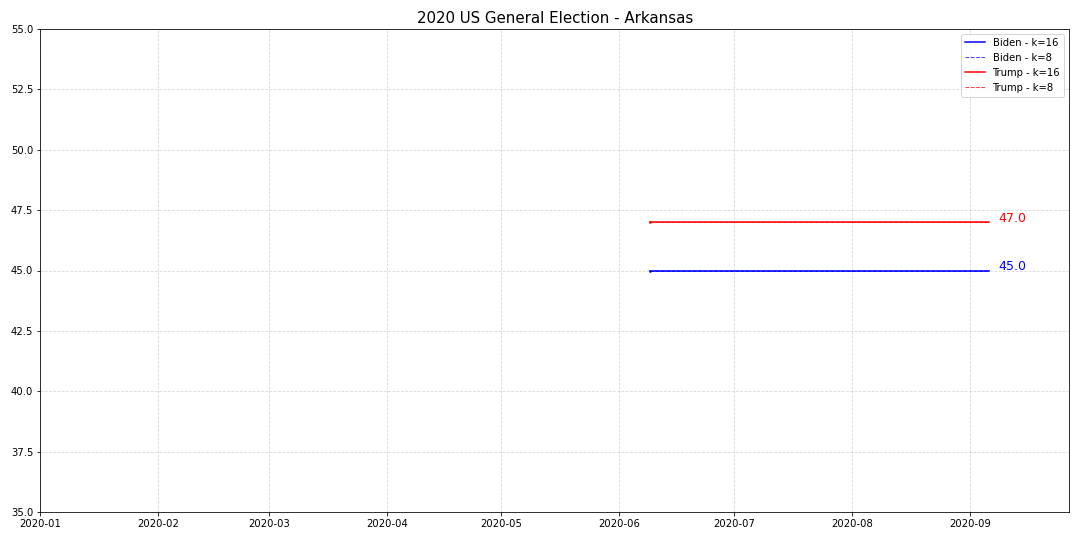 2020 US General Election - Arkansas
55.0
52.5
50.0
47.5
45.0
42.5
40.0
37.5
35.0
Biden - k=16
Biden - k=8
Trump - k=16
Trump - k=8
47.0
45.0
2020-01 2020-02 2020-03 2020-04 2020-05 2020-06 2020-07 2020-08 2020-09